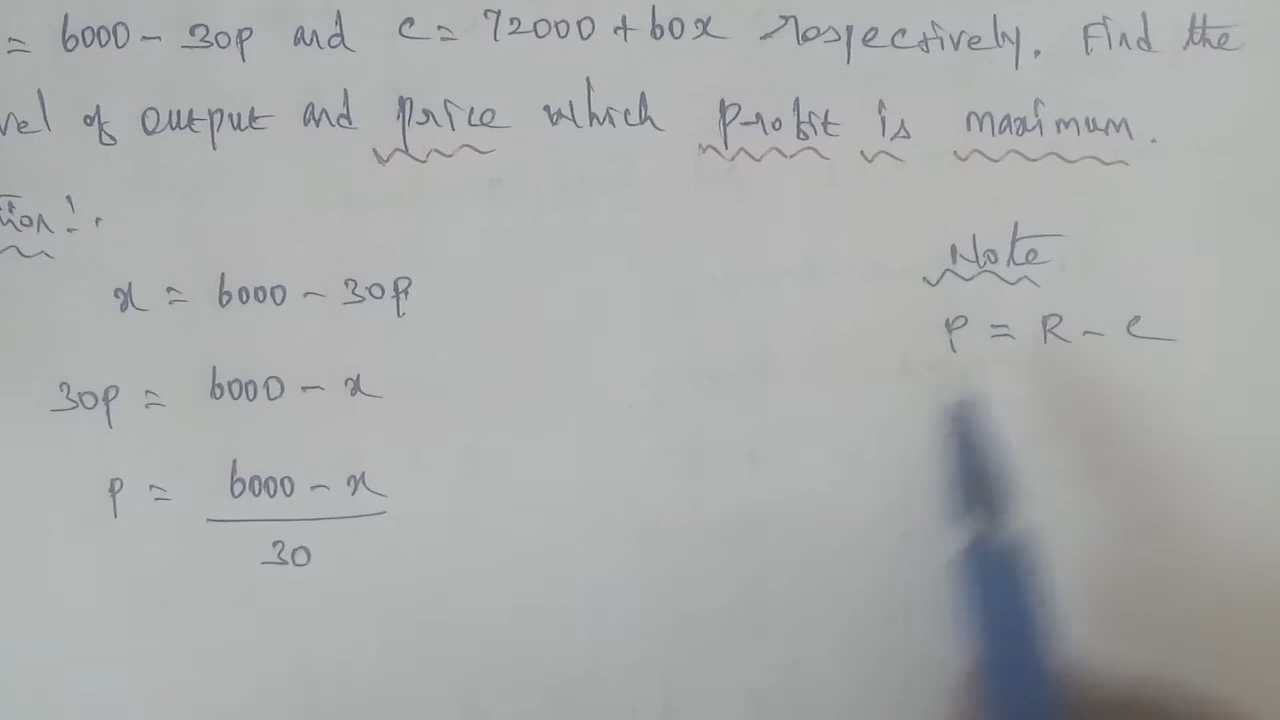 = 6000 - 30p and c = 72000 + 60x respectively. Find the
vel of output and price which profit is maximum.
tion:
x = 6000 - 30p
30p = 6000 - x
p = 6000 - x
30
Note
P = R - C